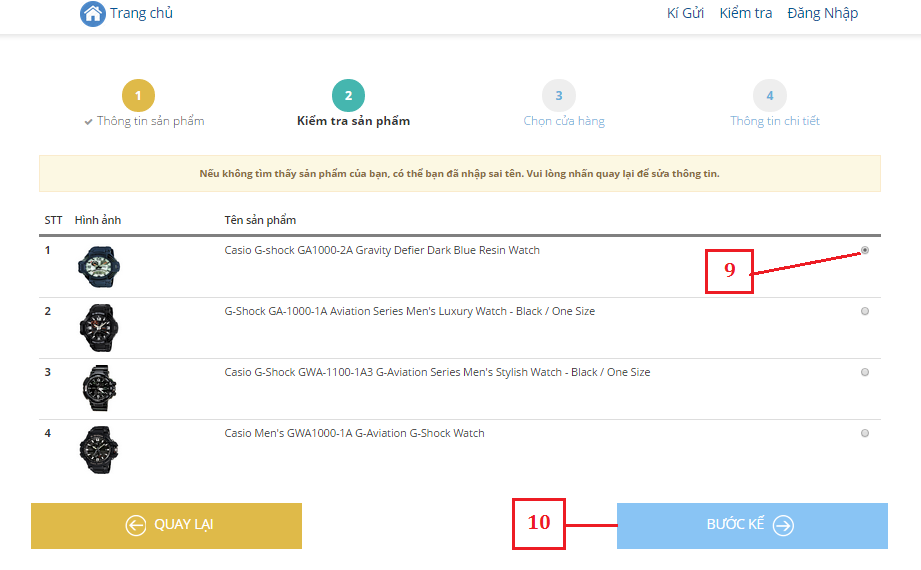 Trang chủ
Kí Gửi Kiểm tra Đăng Nhập
1 2 3 4
Thông tin sản phẩm Kiểm tra sản phẩm Chọn cửa hàng Thông tin chi tiết
Nếu không tìm thấy sản phẩm của bạn, có thể bạn đã nhập sai tên. Vui lòng nhấn quay lại để sửa thông tin.
STT Hình ảnh Tên sản phẩm
1 Casio G-shock GA1000-2A Gravity Defier Dark Blue Resin Watch
9
2 G-Shock GA-1000-1A Aviation Series Men's Luxury Watch - Black / One Size
3 Casio G-Shock GWA-1100-1A3 G-Aviation Series Men's Stylish Watch - Black / One Size
4 Casio Men's GWA1000-1A G-Aviation G-Shock Watch
QUAY LẠI 10 BƯỚC KẾ